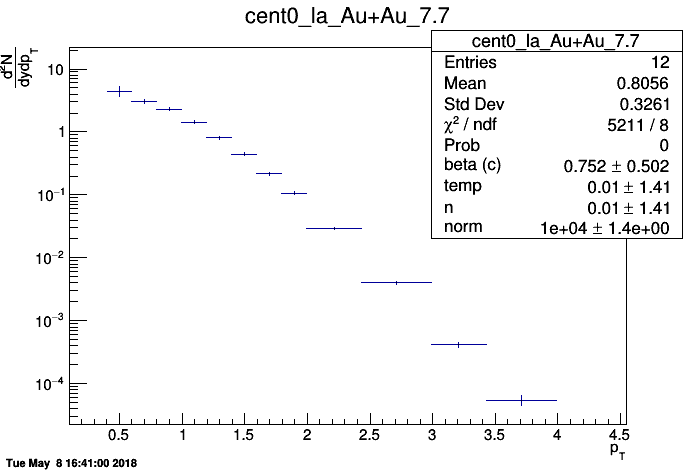 cent0_la_Au+Au_7.7
d²N
dydp_T
cent0_la_Au+Au_7.7
Entries 12
Mean 0.8056
Std Dev 0.3261
χ² / ndf 5211 / 8
Prob 0
beta (c) 0.752 ± 0.502
temp 0.01 ± 1.41
n 0.01 ± 1.41
norm 1e+04 ± 1.4e+00
10
1
10⁻¹
10⁻²
10⁻³
10⁻⁴
0.5 1 1.5 2 2.5 3 3.5 4 4.5
p_T
Tue May 8 16:41:00 2018